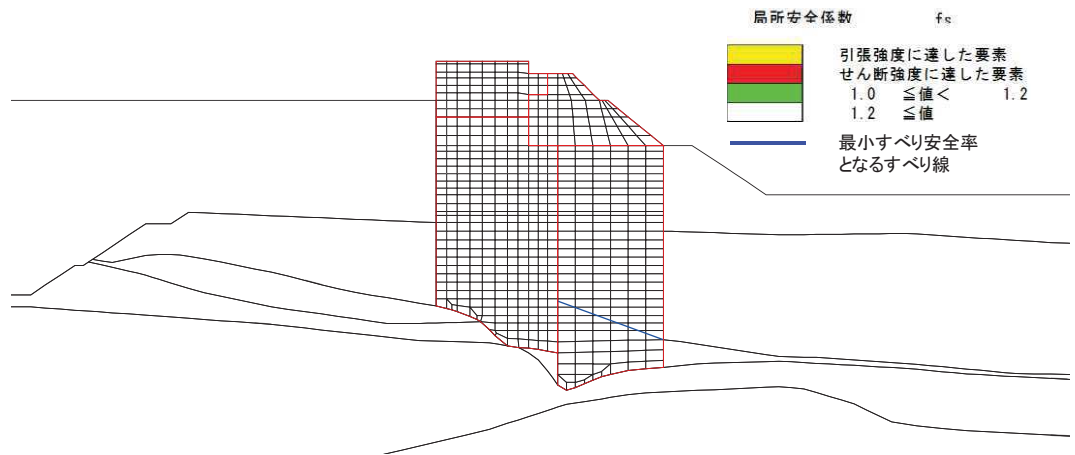 局所安全係数 fs
引張強度に達した要素
せん断強度に達した要素
1.0 ≦値< 1.2
1.2 ≦値
最小すべり安全率
となるすべり線